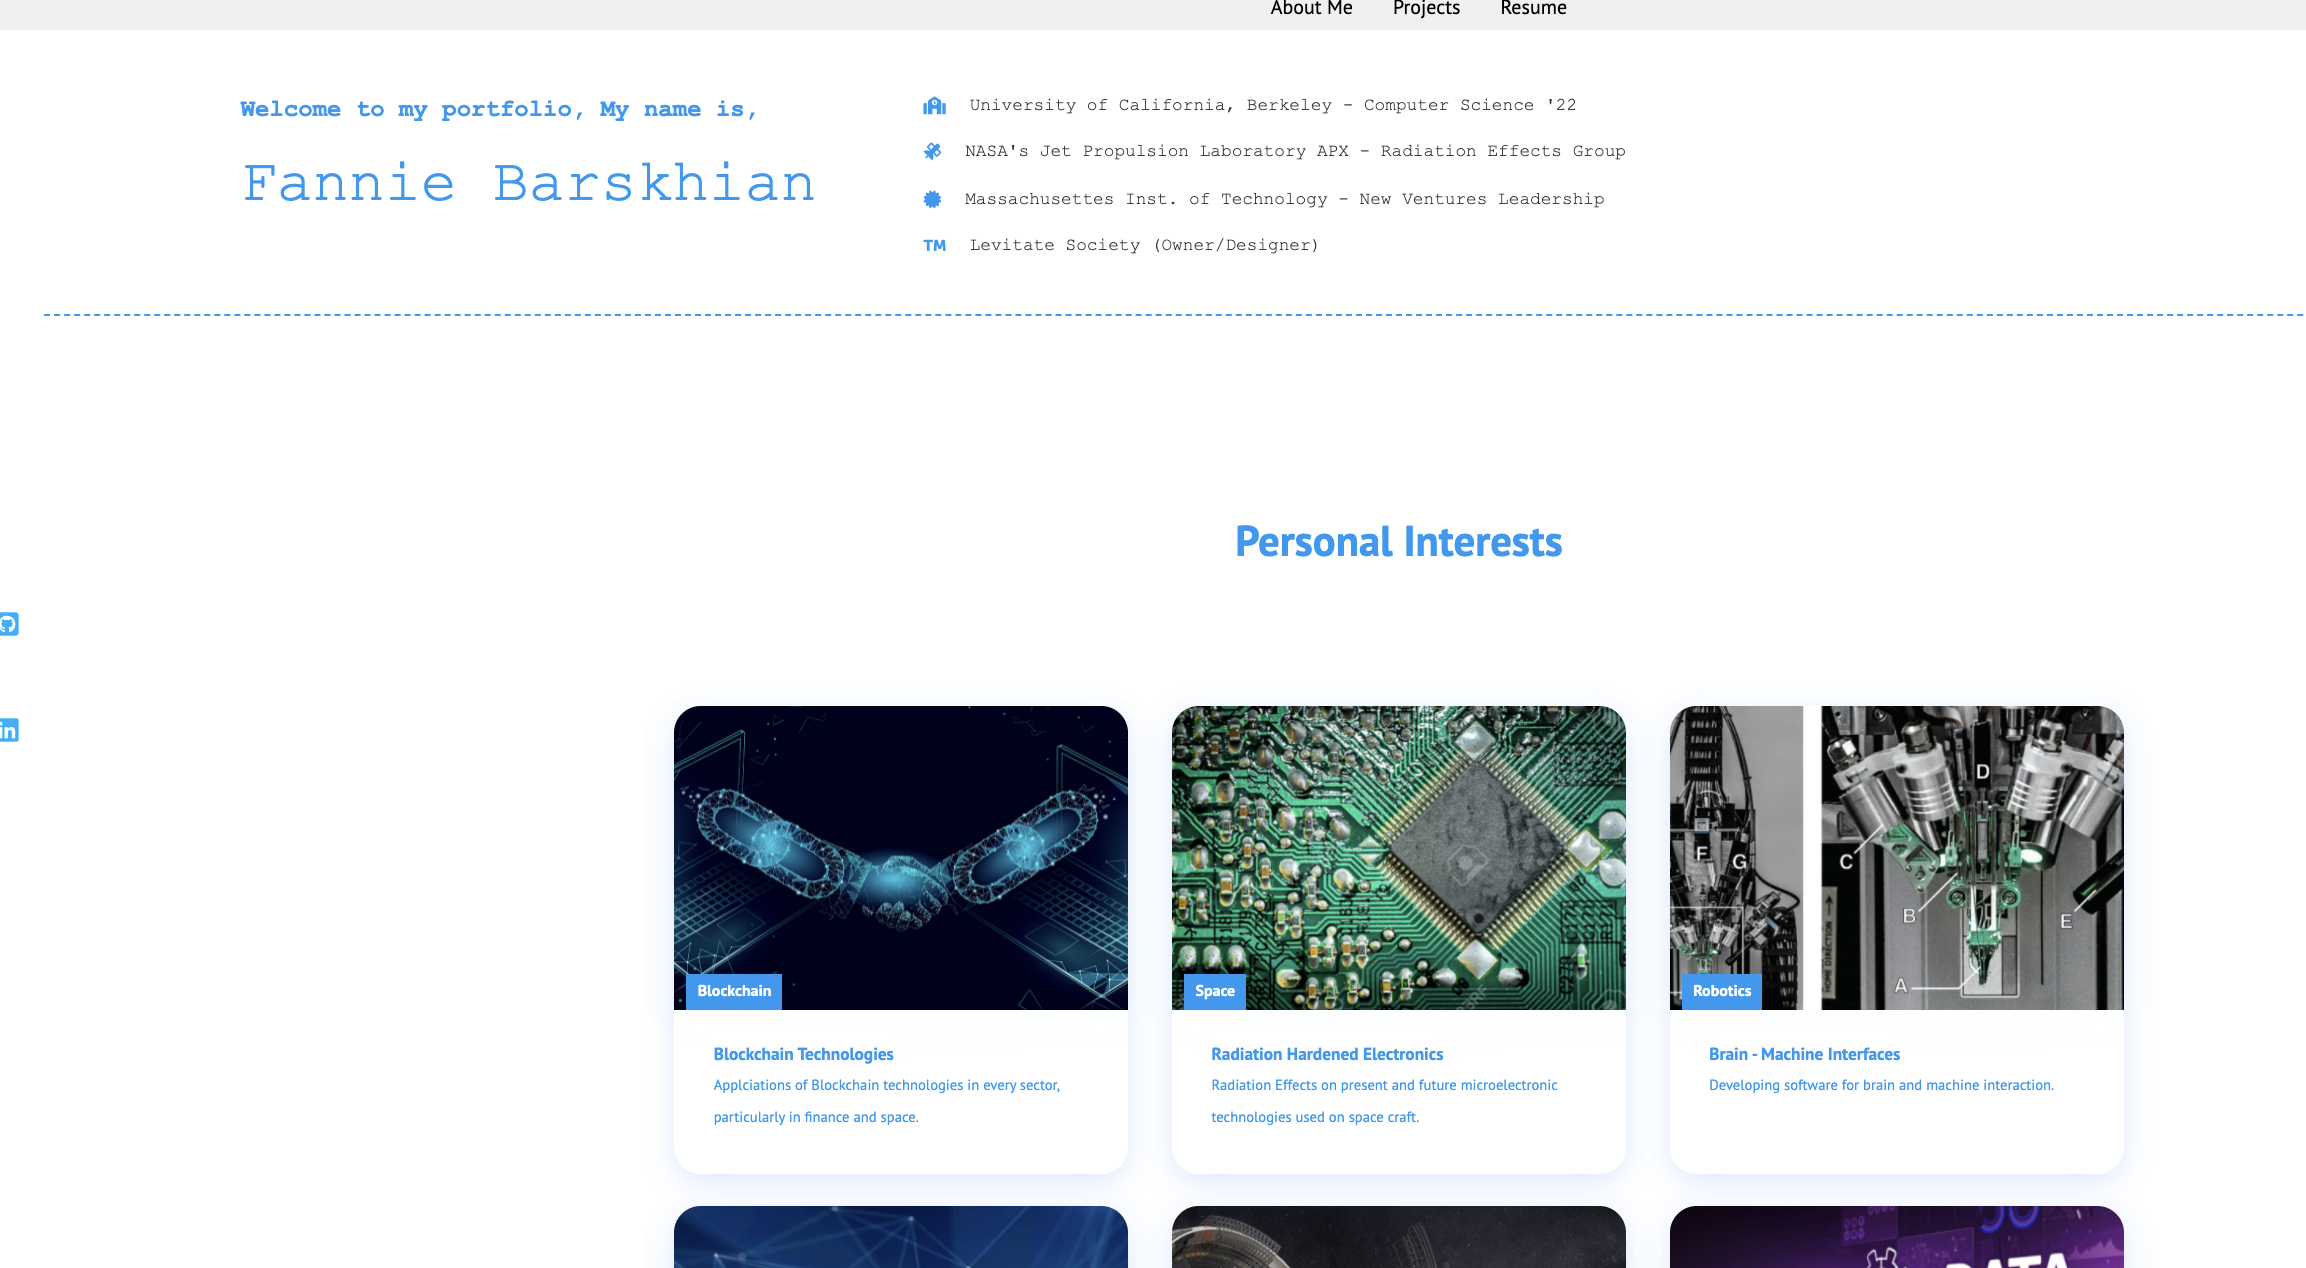 About Me Projects Resume
Welcome to my portfolio, My name is,
Fannie Barskhian
University of California, Berkeley - Computer Science '22
NASA's Jet Propulsion Laboratory APX - Radiation Effects Group
Massachusettes Inst. of Technology - New Ventures Leadership
TM Levitate Society (Owner/Designer)
Personal Interests
in
D
F
G
C
B
E
A
HOME DIRECTION
Blockchain
Space
Robotics
Blockchain Technologies
Applciations of Blockchain technologies in every sector,
particularly in finance and space.
Radiation Hardened Electronics
Radiation Effects on present and future microelectronic
technologies used on space craft.
Brain - Machine Interfaces
Developing software for brain and machine interaction.
DATA